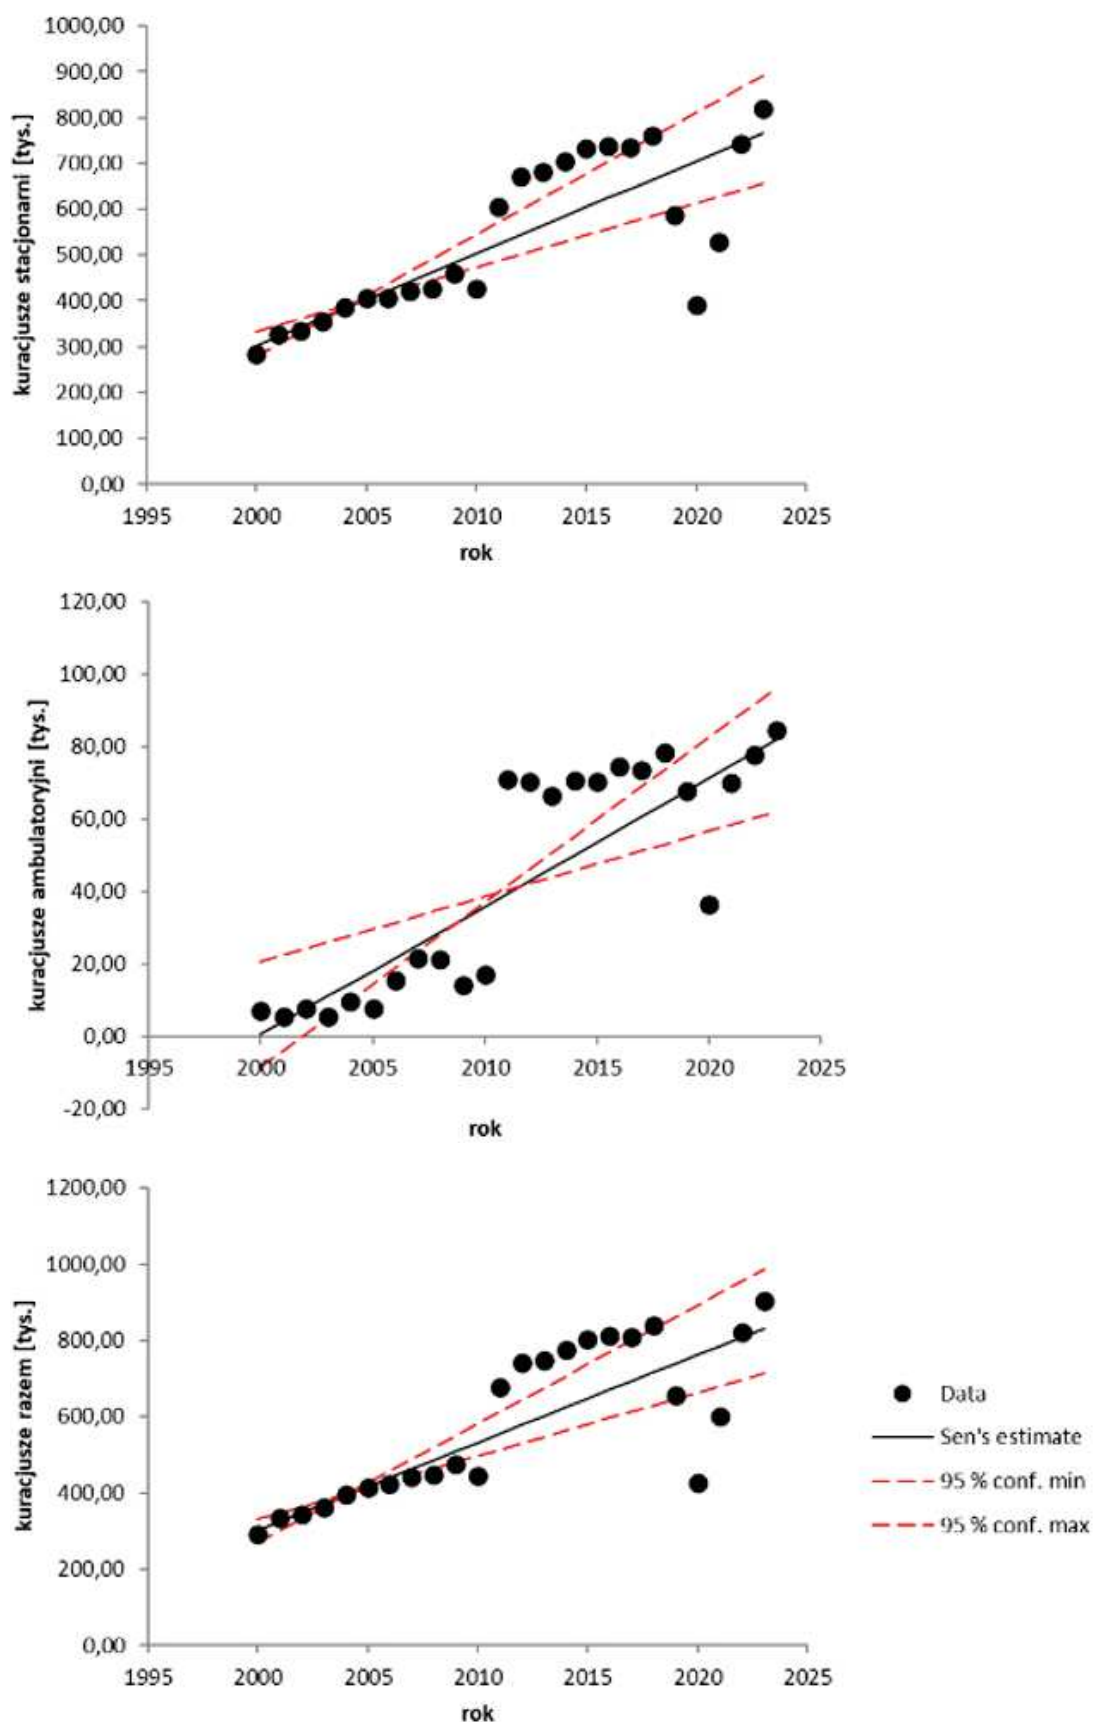 1000,00
900,00
800,00
700,00
600,00
500,00
400,00
300,00
200,00
100,00
0,00
kuracjusze stacjonarni [tys.]
1995 2000 2005 2010 2015 2020 2025
rok
120,00
100,00
80,00
60,00
40,00
20,00
0,00
-20,00
kuracjusze ambulatoryjni [tys.]
1995 2000 2005 2010 2015 2020 2025
rok
1200,00
1000,00
800,00
600,00
400,00
200,00
0,00
kuracjusze razem [tys.]
1995 2000 2005 2010 2015 2020 2025
rok
Data
Sen's estimate
95 % conf. min
95 % conf. max